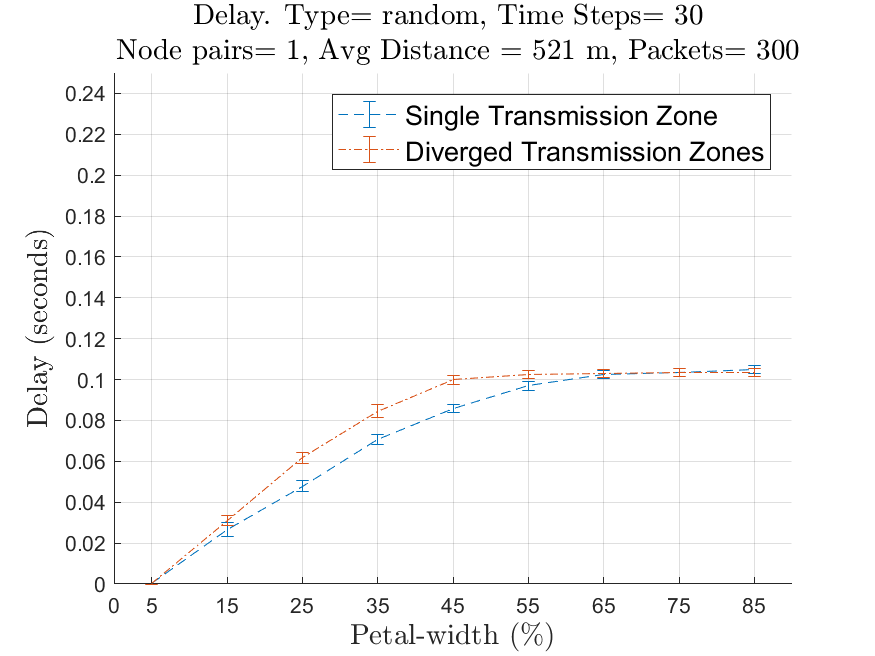 Delay. Type= random, Time Steps= 30
Node pairs= 1, Avg Distance = 521 m, Packets= 300
Single Transmission Zone
Diverged Transmission Zones
Delay (seconds)
0.24
0.22
0.2
0.18
0.16
0.14
0.12
0.1
0.08
0.06
0.04
0.02
0
0 5 15 25 35 45 55 65 75 85
Petal-width (%)